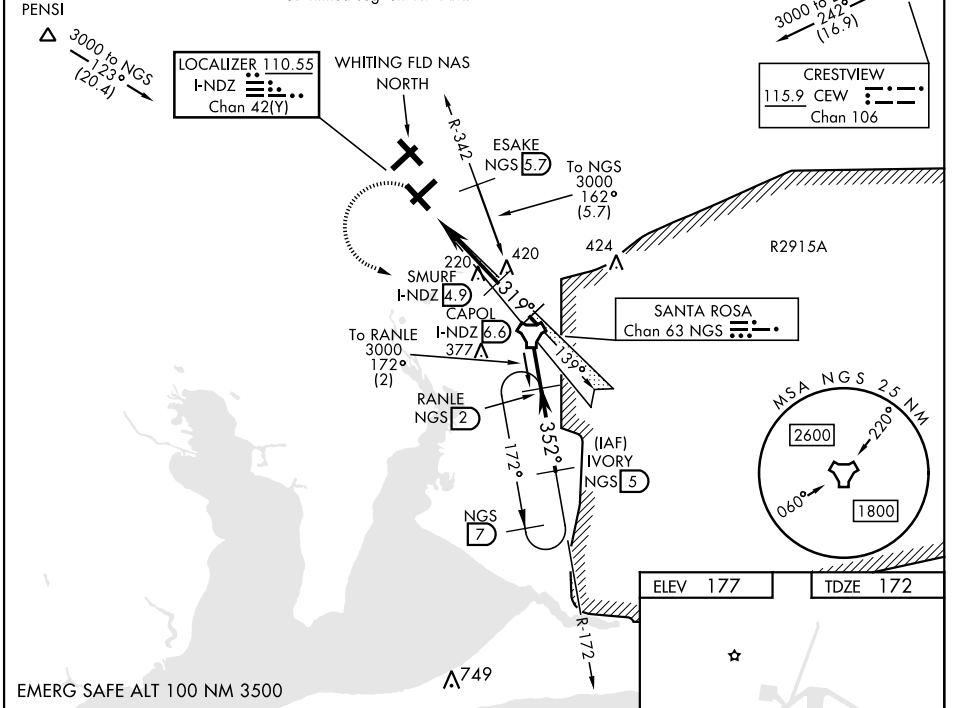 PENSI
3000 to NGS
123°
(20.4)
LOCALIZER 110.55
I-NDZ
Chan 42(Y)
WHITING FLD NAS
NORTH
3000 to
242°
(16.9)
CRESTVIEW
115.9 CEW
Chan 106
R-342
ESAKE
NGS 5.7
To NGS
3000
162°
(5.7)
R2915A
424
420
220
SMURF
I-NDZ 4.9
319°
CAPOL
I-NDZ 6.6
377
139°
SANTA ROSA
Chan 63 NGS
To RANLE
3000
172°
(2)
RANLE
NGS 2
172°
352°
(IAF)
IVORY
NGS 5
NGS
7
MSA NGS 25 NM
2600
220°
060°
1800
R-172
ELEV 177
TDZE 172
749
EMERG SAFE ALT 100 NM 3500